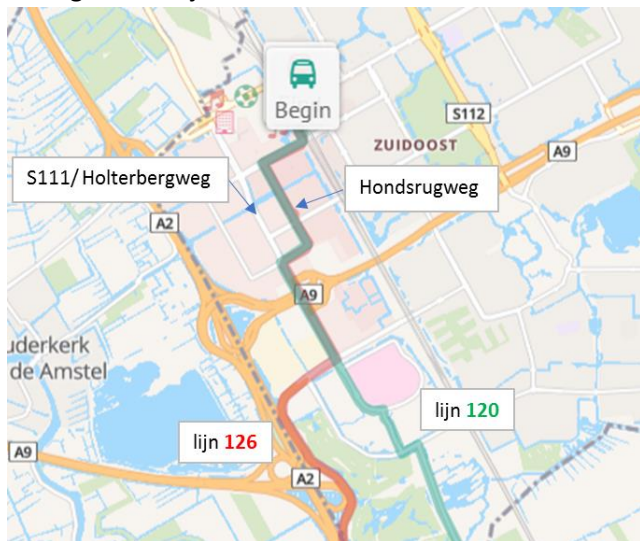 Begin
S112
ZUIDOOST
A9
S111/Holterbergweg
Hondsrugweg
A2
A9
uderkerk
de Amstel
lijn 120
lijn 126
A9
A2